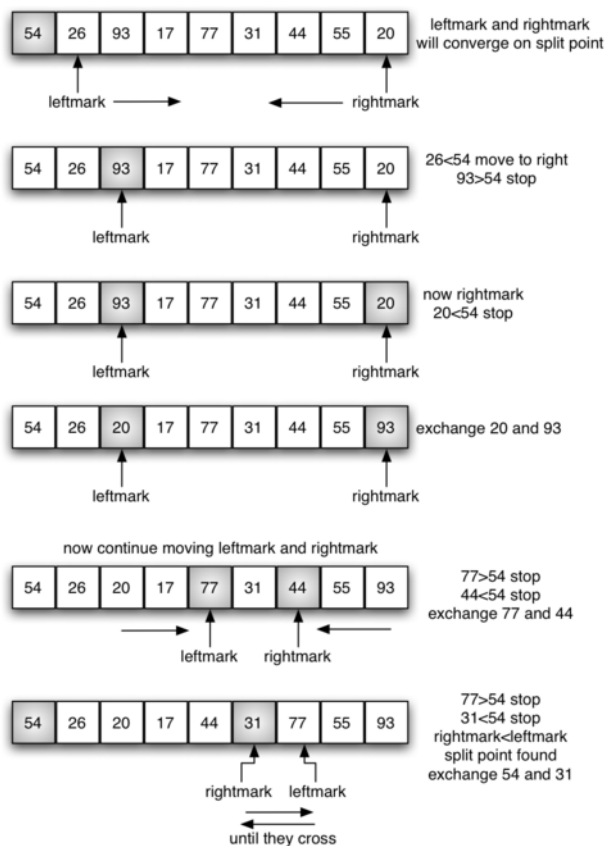 54 26 93 17 77 31 44 55 20
leftmark and rightmark
will converge on split point
leftmark rightmark
54 26 93 17 77 31 44 55 20
26<54 move to right
93>54 stop
leftmark rightmark
54 26 93 17 77 31 44 55 20
now rightmark
20<54 stop
leftmark rightmark
54 26 20 17 77 31 44 55 93
exchange 20 and 93
leftmark rightmark
now continue moving leftmark and rightmark
54 26 20 17 77 31 44 55 93
77>54 stop
44<54 stop
exchange 77 and 44
leftmark rightmark
54 26 20 17 44 31 77 55 93
77>54 stop
31<54 stop
rightmark<leftmark
split point found
exchange 54 and 31
rightmark leftmark
until they cross